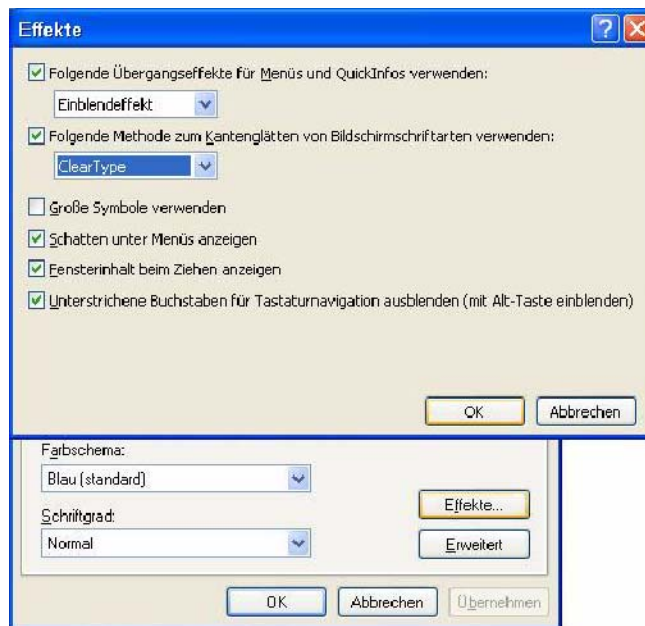 Effekte
Folgende Übergangseffekte für Menüs und QuickInfos verwenden:
Einblendeffekt
Folgende Methode zum Kantenglätten von Bildschirmschriftarten verwenden:
ClearType
Große Symbole verwenden
Schatten unter Menüs anzeigen
Fensterinhalt beim Ziehen anzeigen
Unterstrichene Buchstaben für Tastaturnavigation ausblenden (mit Alt-Taste einblenden)
OK Abbrechen
Farbschema:
Blau (standard)
Effekte...
Schriftgrad:
Normal
Erweitert
OK Abbrechen Übernehmen